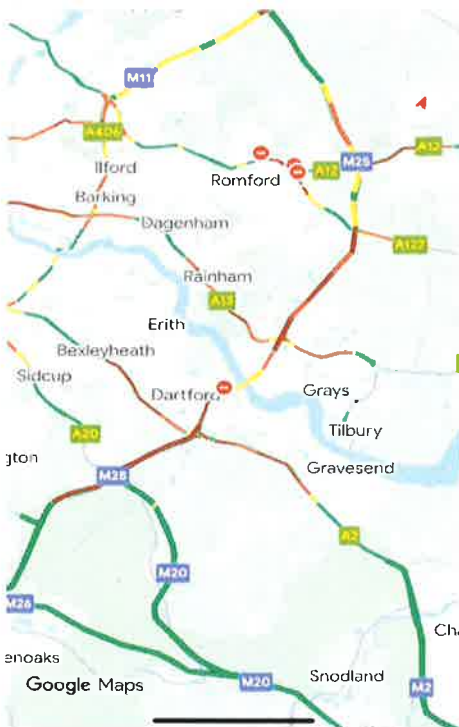 M11
A406
Ilford
Romford
A12
M25
A12
Barking
Dagenham
A127
Rainham
A13
Erith
Bexleyheath
Sidcup
Dartford
Grays
Tilbury
A20
gton
Gravesend
M25
A2
M20
M26
Cha
enoaks
Google Maps
M20
Snodland
M2